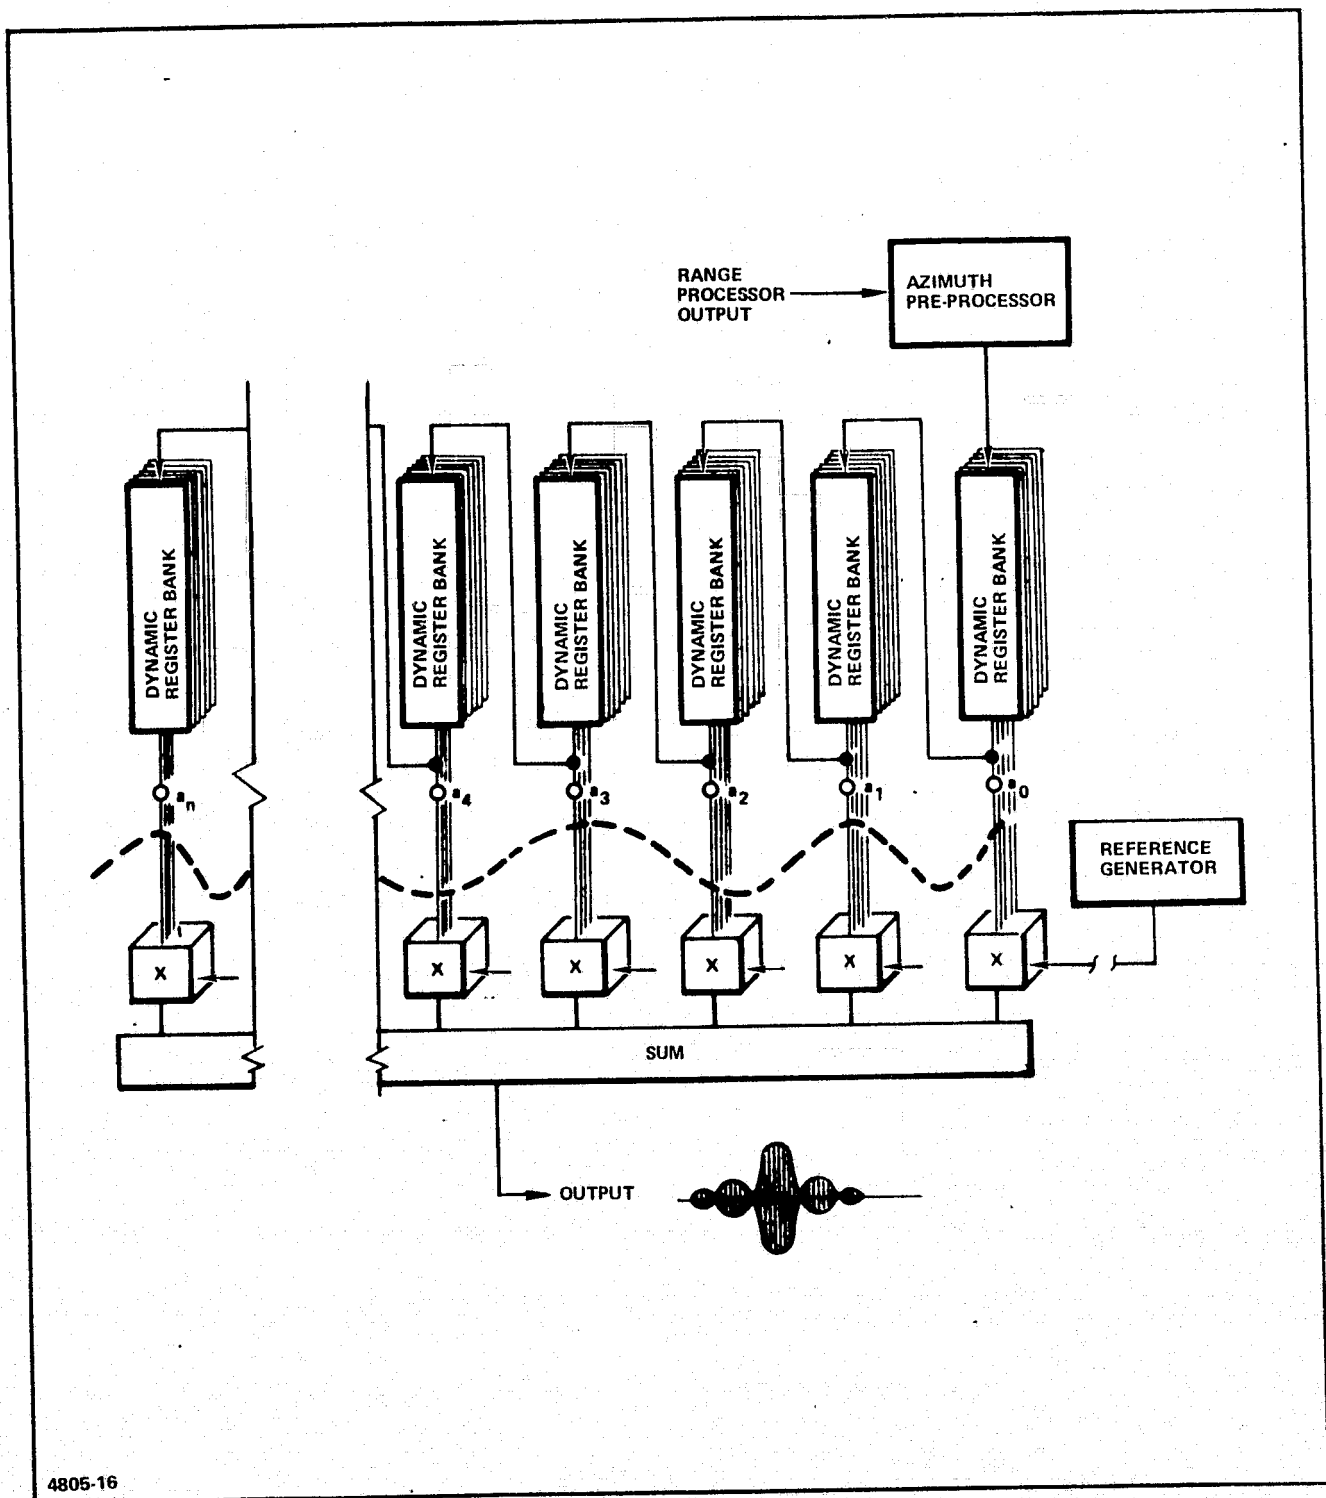 RANGE
PROCESSOR
OUTPUT
AZIMUTH
PRE-PROCESSOR
DYNAMIC
REGISTER BANK
DYNAMIC
REGISTER BANK
DYNAMIC
REGISTER BANK
DYNAMIC
REGISTER BANK
DYNAMIC
REGISTER BANK
DYNAMIC
REGISTER BANK
an
a4
a3
a2
a1
a0
REFERENCE
GENERATOR
X
X
X
X
X
X
SUM
OUTPUT
4805-16